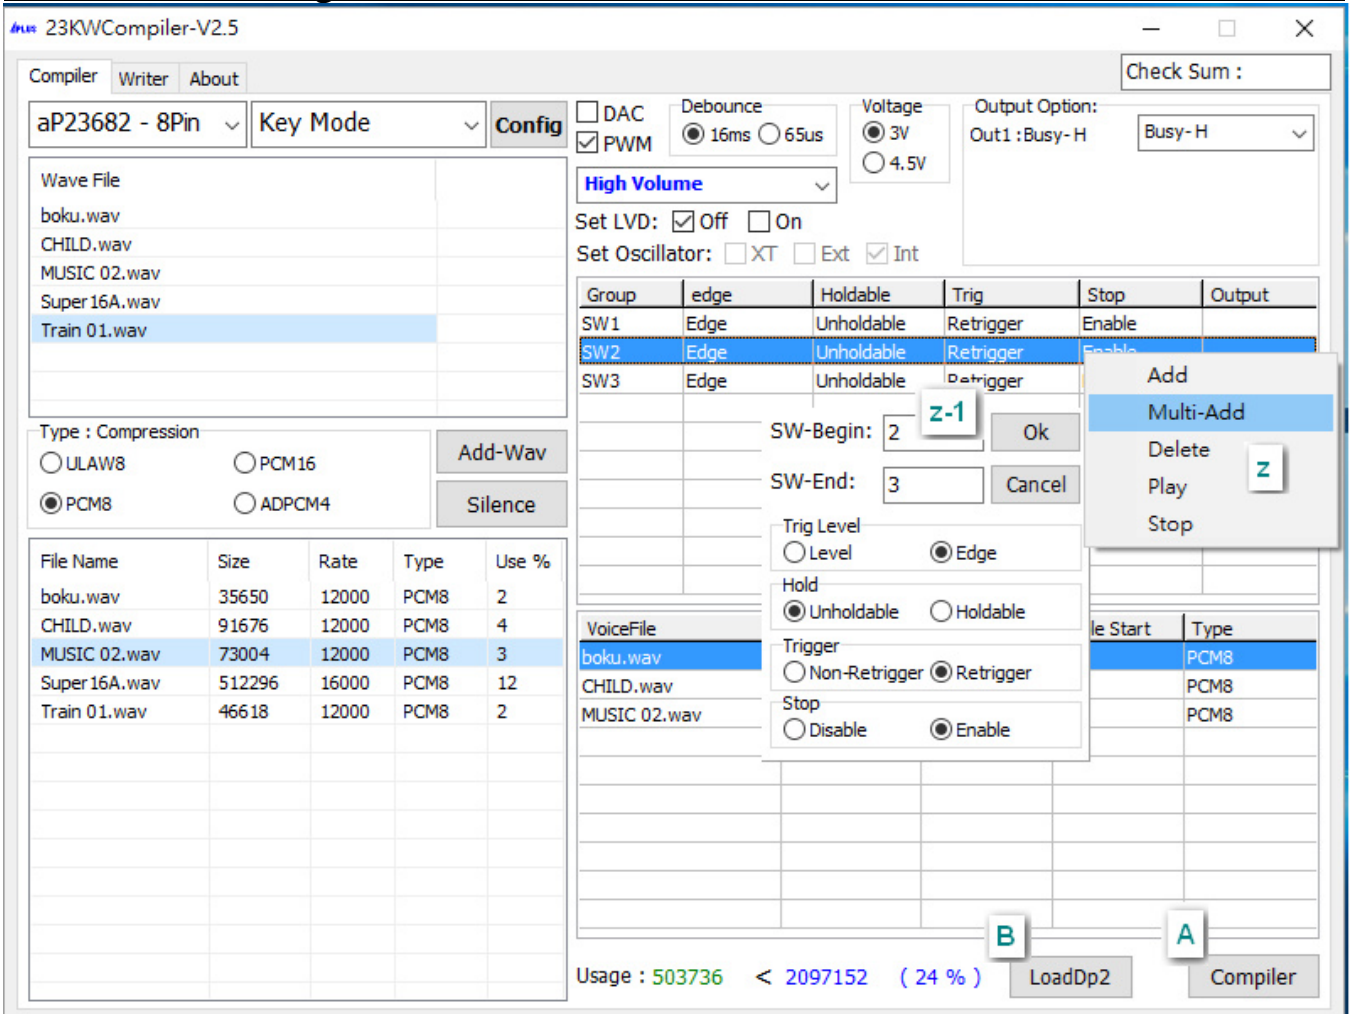 aPLUS 23KWCompiler-V2.5
Compiler Writer About
Check Sum :
aP23682 - 8Pin Key Mode Config
DAC
PWM
Debounce
16ms 65us
Voltage
3V
4.5V
Output Option:
Out1 :Busy- H Busy- H
High Volume
Set LVD: Off On
Set Oscillator: XT Ext Int
Wave File
boku.wav
CHILD.wav
MUSIC 02.wav
Super16A.wav
Train 01.wav
Group edge Holdable Trig Stop Output
SW1 Edge Unholdable Retrigger Enable
SW2 Edge Unholdable Retrigger Enable
SW3 Edge Unholdable Retrigger
Add
Multi-Add
Delete
Play
Stop
z
z-1
SW-Begin: 2 Ok
SW-End: 3 Cancel
Trig Level
Level Edge
Hold
Unholdable Holdable
Trigger
Non-Retrigger Retrigger
Stop
Disable Enable
Type : Compression
ULAW8 PCM16
PCM8 ADPCM4
Add-Wav
Silence
File Name Size Rate Type Use %
boku.wav 35650 12000 PCM8 2
CHILD.wav 91676 12000 PCM8 4
MUSIC 02.wav 73004 12000 PCM8 3
Super16A.wav 512296 16000 PCM8 12
Train 01.wav 46618 12000 PCM8 2
VoiceFile le Start Type
boku.wav PCM8
CHILD.wav PCM8
MUSIC 02.wav PCM8
B
A
Usage : 503736 < 2097152 ( 24 % ) LoadDp2 Compiler